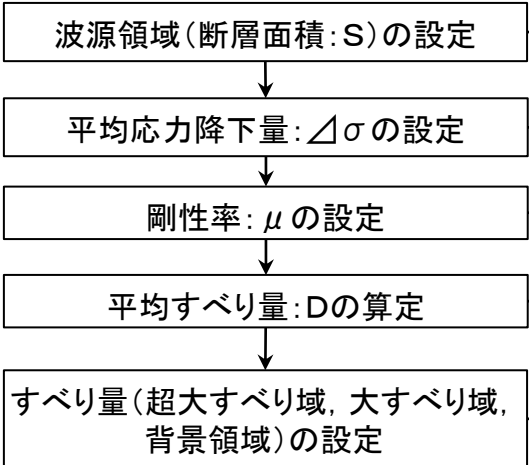 波源領域(断層面積:S)の設定
平均応力降下量:⊿σの設定
剛性率:μの設定
平均すべり量:Dの算定
すべり量(超大すべり域,大すべり域,
背景領域)の設定